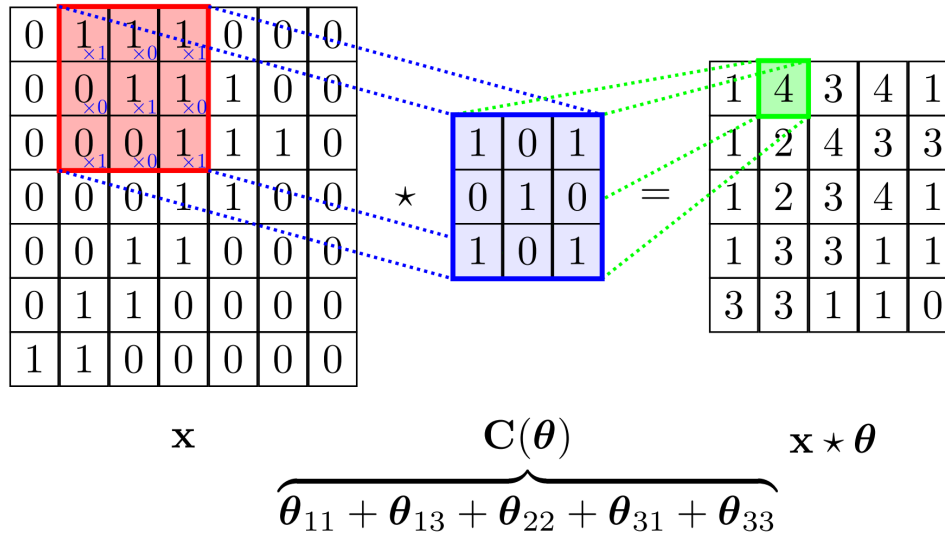 0 1×1 1×0 1×1 0 0 0
0 0×0 1×1 1×0 1 0 0
0 0×1 0×0 1×1 1 1 0
0 0 0 1 1 0 0
0 0 1 1 0 0 0
0 1 1 0 0 0 0
1 1 0 0 0 0 0
⋆
1 0 1
0 1 0
1 0 1
=
1 4 3 4 1
1 2 4 3 3
1 2 3 4 1
1 3 3 1 1
3 3 1 1 0
x
C(θ)
x ⋆ θ
θ₁₁ + θ₁₃ + θ₂₂ + θ₃₁ + θ₃₃